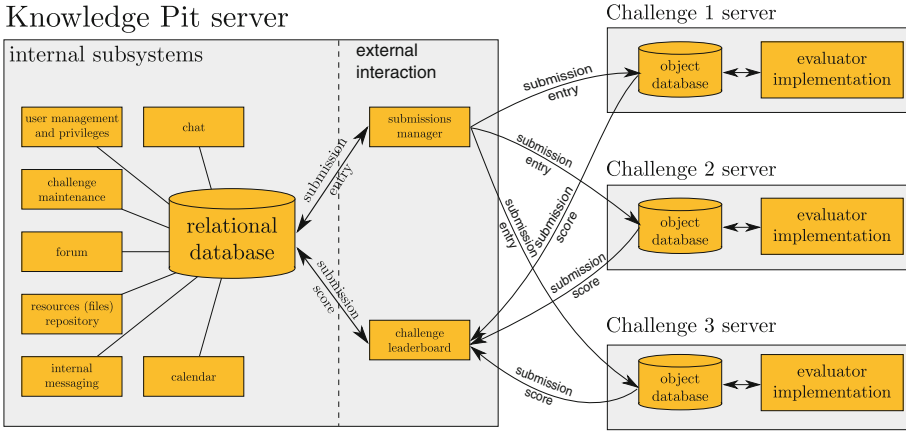 Knowledge Pit server
internal subsystems
external
interaction
user management
and privileges
chat
challenge
maintenance
forum
resources (files)
repository
internal
messaging
calendar
relational
database
submission
entry
submission
score
submissions
manager
challenge
leaderboard
submission
entry
submission
entry
submission
entry
submission
score
submission
score
submission
score
Challenge 1 server
object
database
evaluator
implementation
Challenge 2 server
object
database
evaluator
implementation
Challenge 3 server
object
database
evaluator
implementation